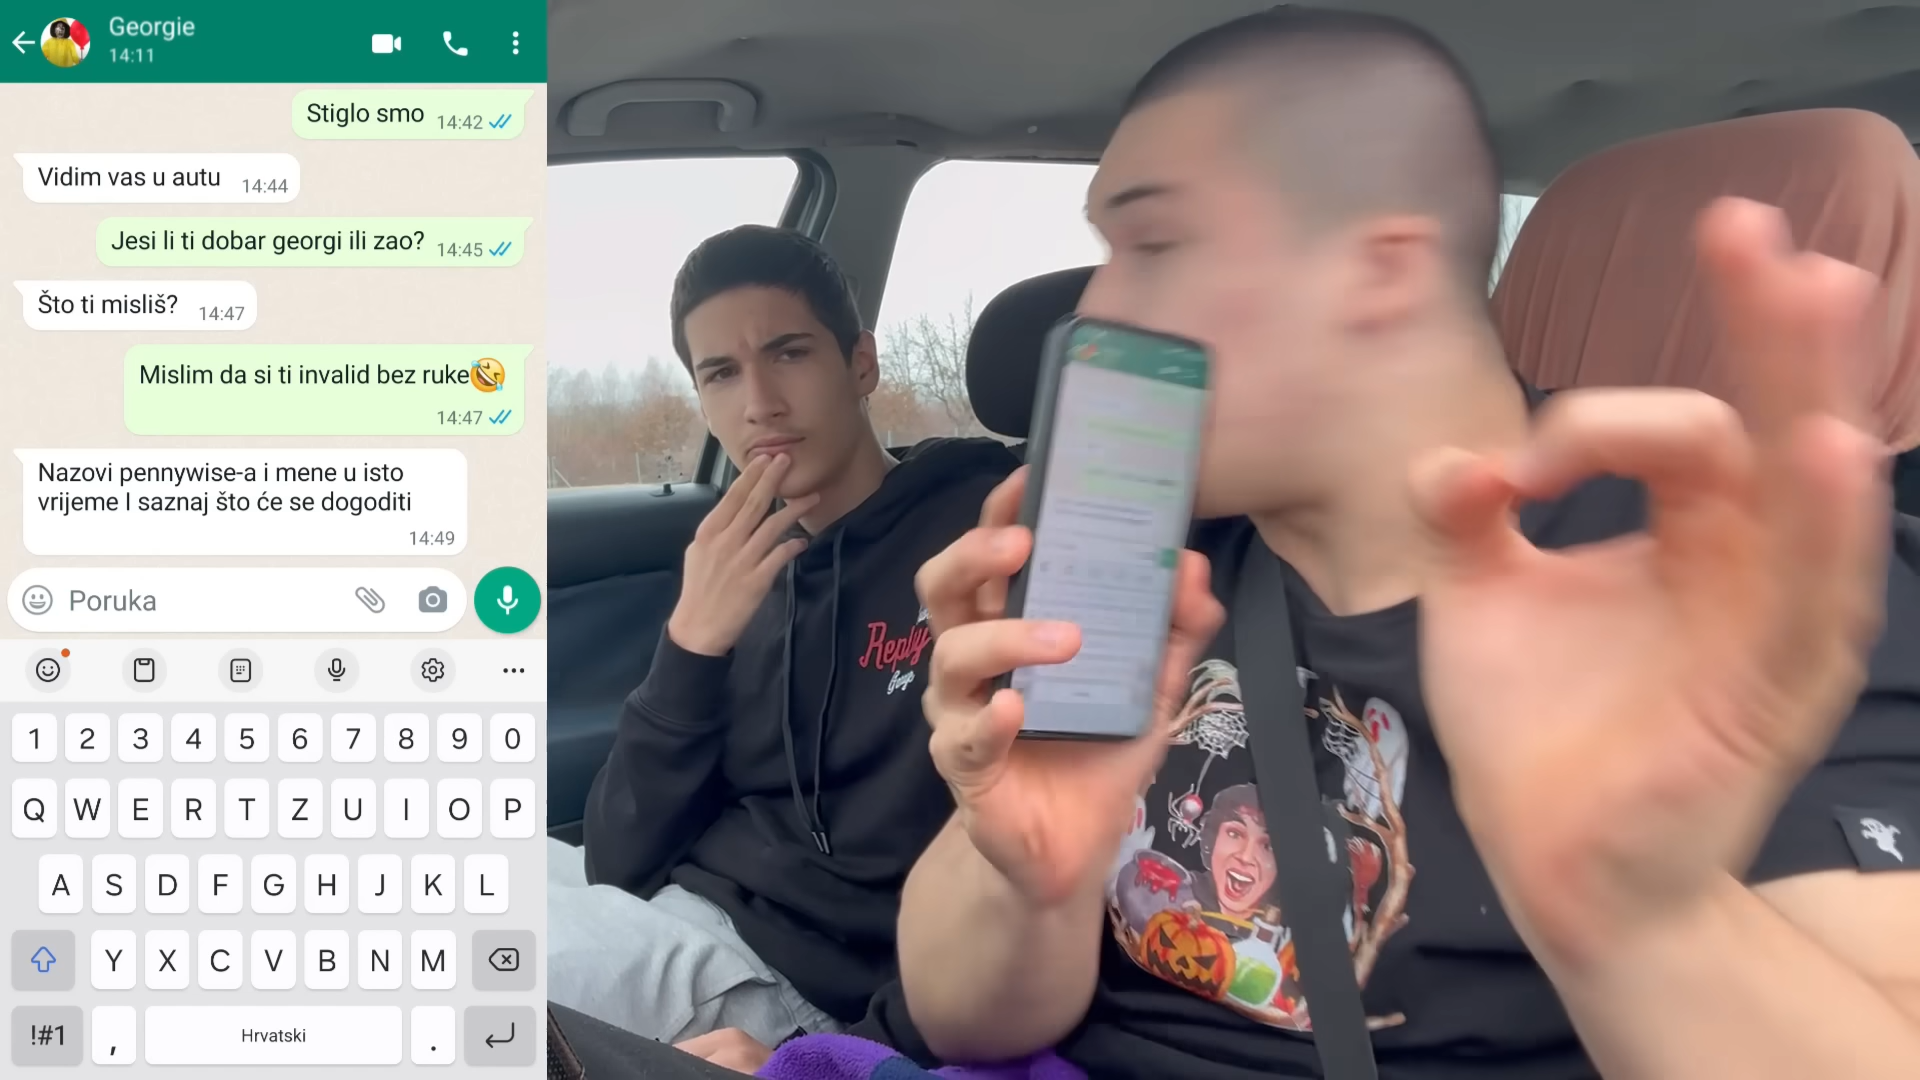 Georgie
14:11
Stiglo smo 14:42
Vidim vas u autu 14:44
Jesi li ti dobar georgi ili zao? 14:45
Što ti misliš? 14:47
Mislim da si ti invalid bez ruke🤣
14:47
Nazovi pennywise-a i mene u isto
vrijeme I saznaj što će se dogoditi
14:49
Poruka
1 2 3 4 5 6 7 8 9 0
Q W E R T Z U I O P
A S D F G H J K L
Y X C V B N M
!#1 , Hrvatski .
Reply